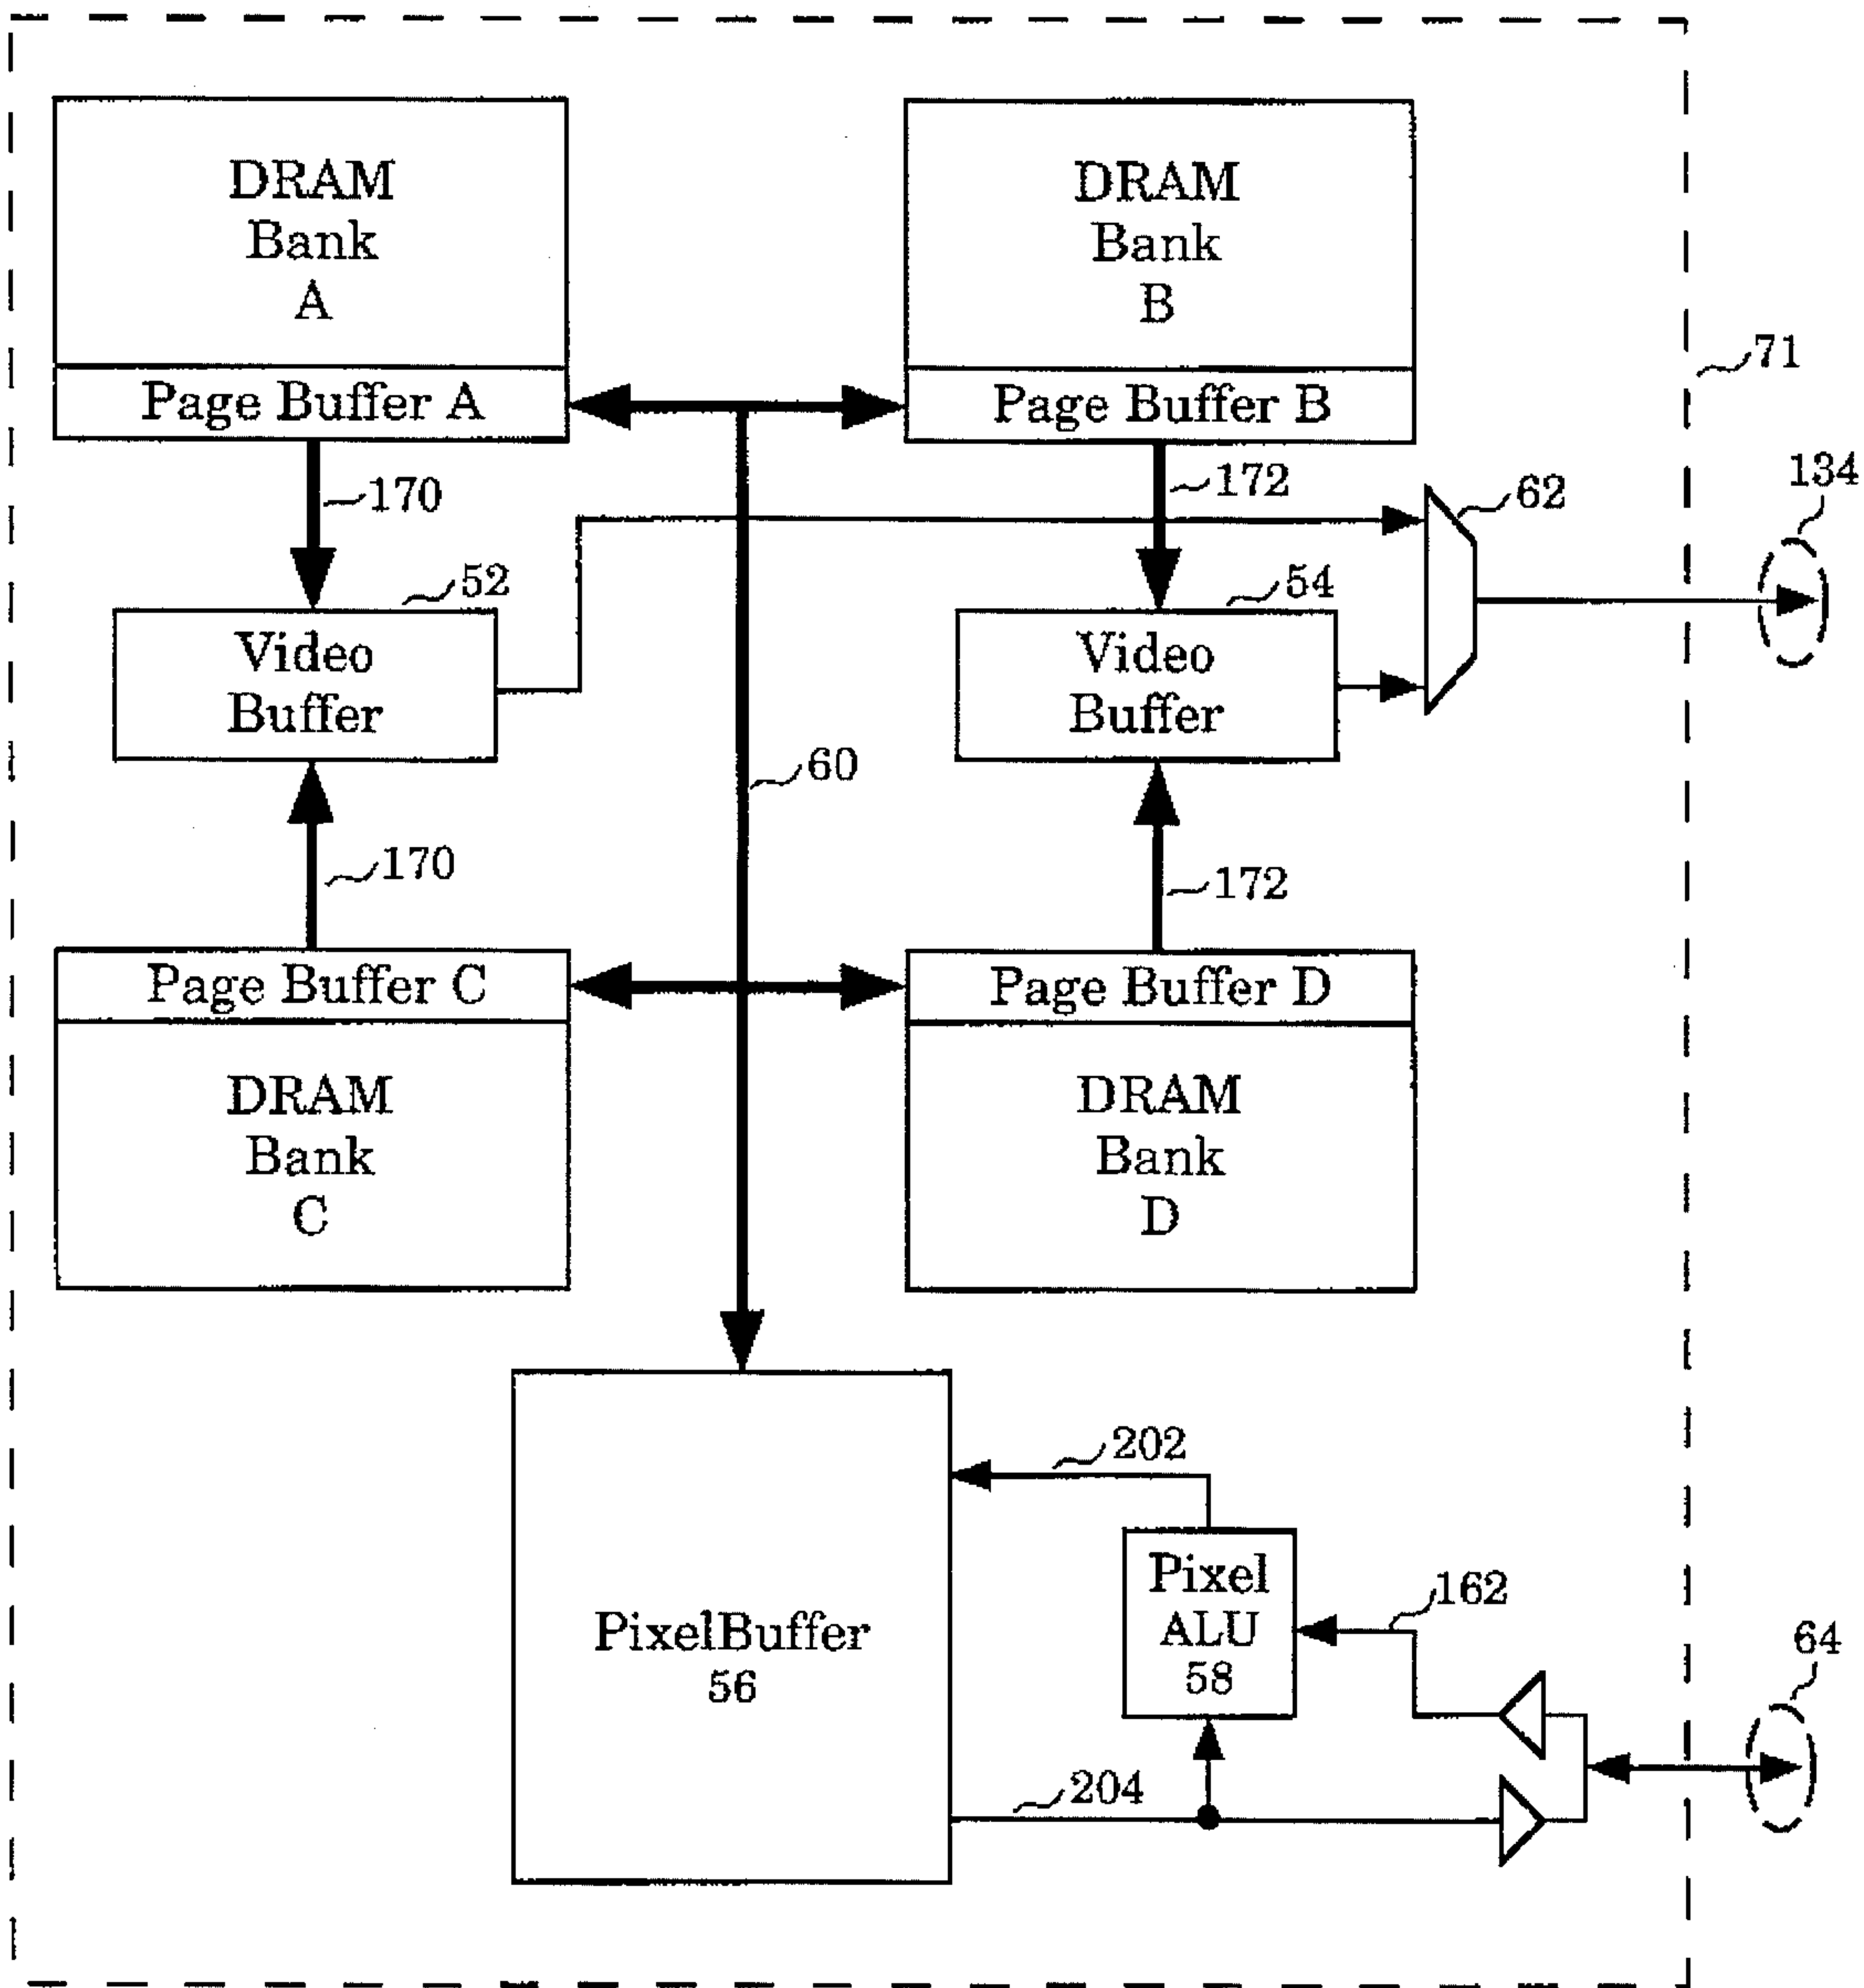 DRAM
Bank
A
Page Buffer A
DRAM
Bank
B
Page Buffer B
71
134
170
172
62
52
Video
Buffer
54
Video
Buffer
60
170
172
Page Buffer C
DRAM
Bank
C
Page Buffer D
DRAM
Bank
D
202
PixelBuffer
56
Pixel
ALU
58
162
64
204